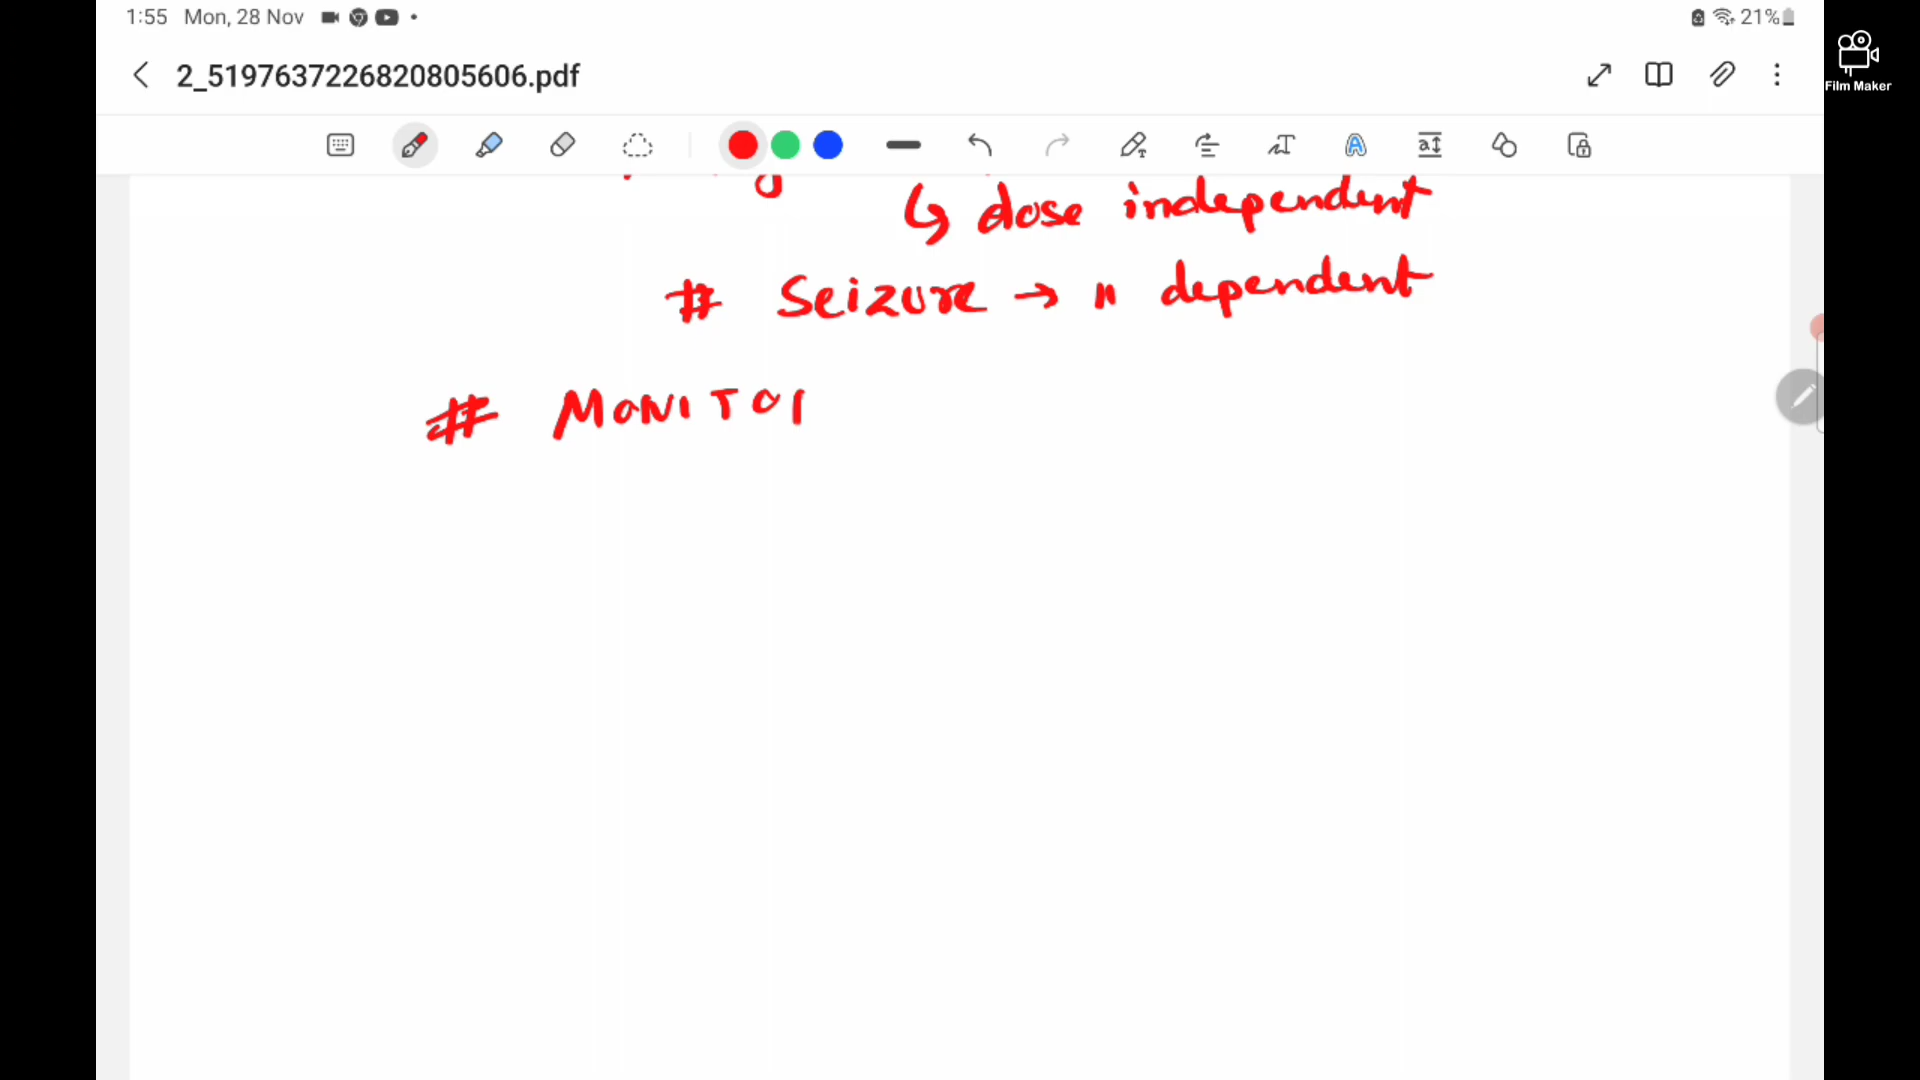 1:55 Mon, 28 Nov
21%
Film Maker
2_5197637226820805606.pdf
↳ dose independent
# Seizure → 〃 dependent
# MONITOR